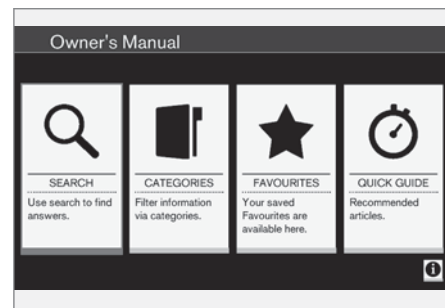 Owner's Manual
SEARCH
Use search to find
answers.
CATEGORIES
Filter information
via categories.
FAVOURITES
Your saved
Favourites are
available here.
QUICK GUIDE
Recommended
articles.